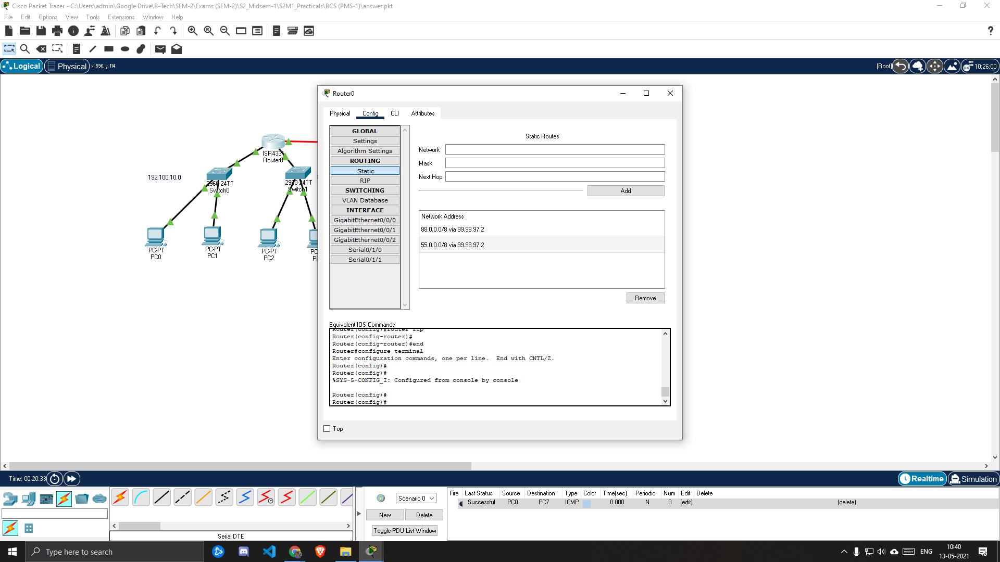 Cisco Packet Tracer - C:\Users\admin\Google Drive\B-Tech\SEM-2\Exams (SEM-2)\S2_Midsem-1\S2M1_Practicals\BCS (PMS-1)\answer.pkt
File Edit Options View Tools Extensions Window Help
Logical Physical x: 596, y: 114 [Root] 10:26:00
Router0
Physical Config CLI Attributes
GLOBAL
Settings
Algorithm Settings
ROUTING
Static
RIP
SWITCHING
VLAN Database
INTERFACE
GigabitEthernet0/0/0
GigabitEthernet0/0/1
GigabitEthernet0/0/2
Serial0/1/0
Serial0/1/1
Static Routes
Network
Mask
Next Hop
Add
Network Address
88.0.0.0/8 via 99.98.97.2
55.0.0.0/8 via 99.98.97.2
Remove
Equivalent IOS Commands
Router(config)#router rip
Router(config-router)#
Router(config-router)#end
Router#configure terminal
Enter configuration commands, one per line.  End with CNTL/Z.
Router(config)#
Router(config)#
%SYS-5-CONFIG_I: Configured from console by console
Router(config)#
Router(config)#
Top
ISR4331
Router0
192.100.10.0
2960-24TT
Switch0
2960-24TT
Switch1
PC-PT
PC0
PC-PT
PC1
PC-PT
PC2
Time: 00:20:33
Realtime Simulation
Serial DTE
Scenario 0
New Delete
Toggle PDU List Window
Fire Last Status Source Destination Type Color Time(sec) Periodic Num Edit Delete
Successful PC0 PC7 ICMP 0.000 N 0 (edit) (delete)
Type here to search
ENG
10:40
13-05-2021